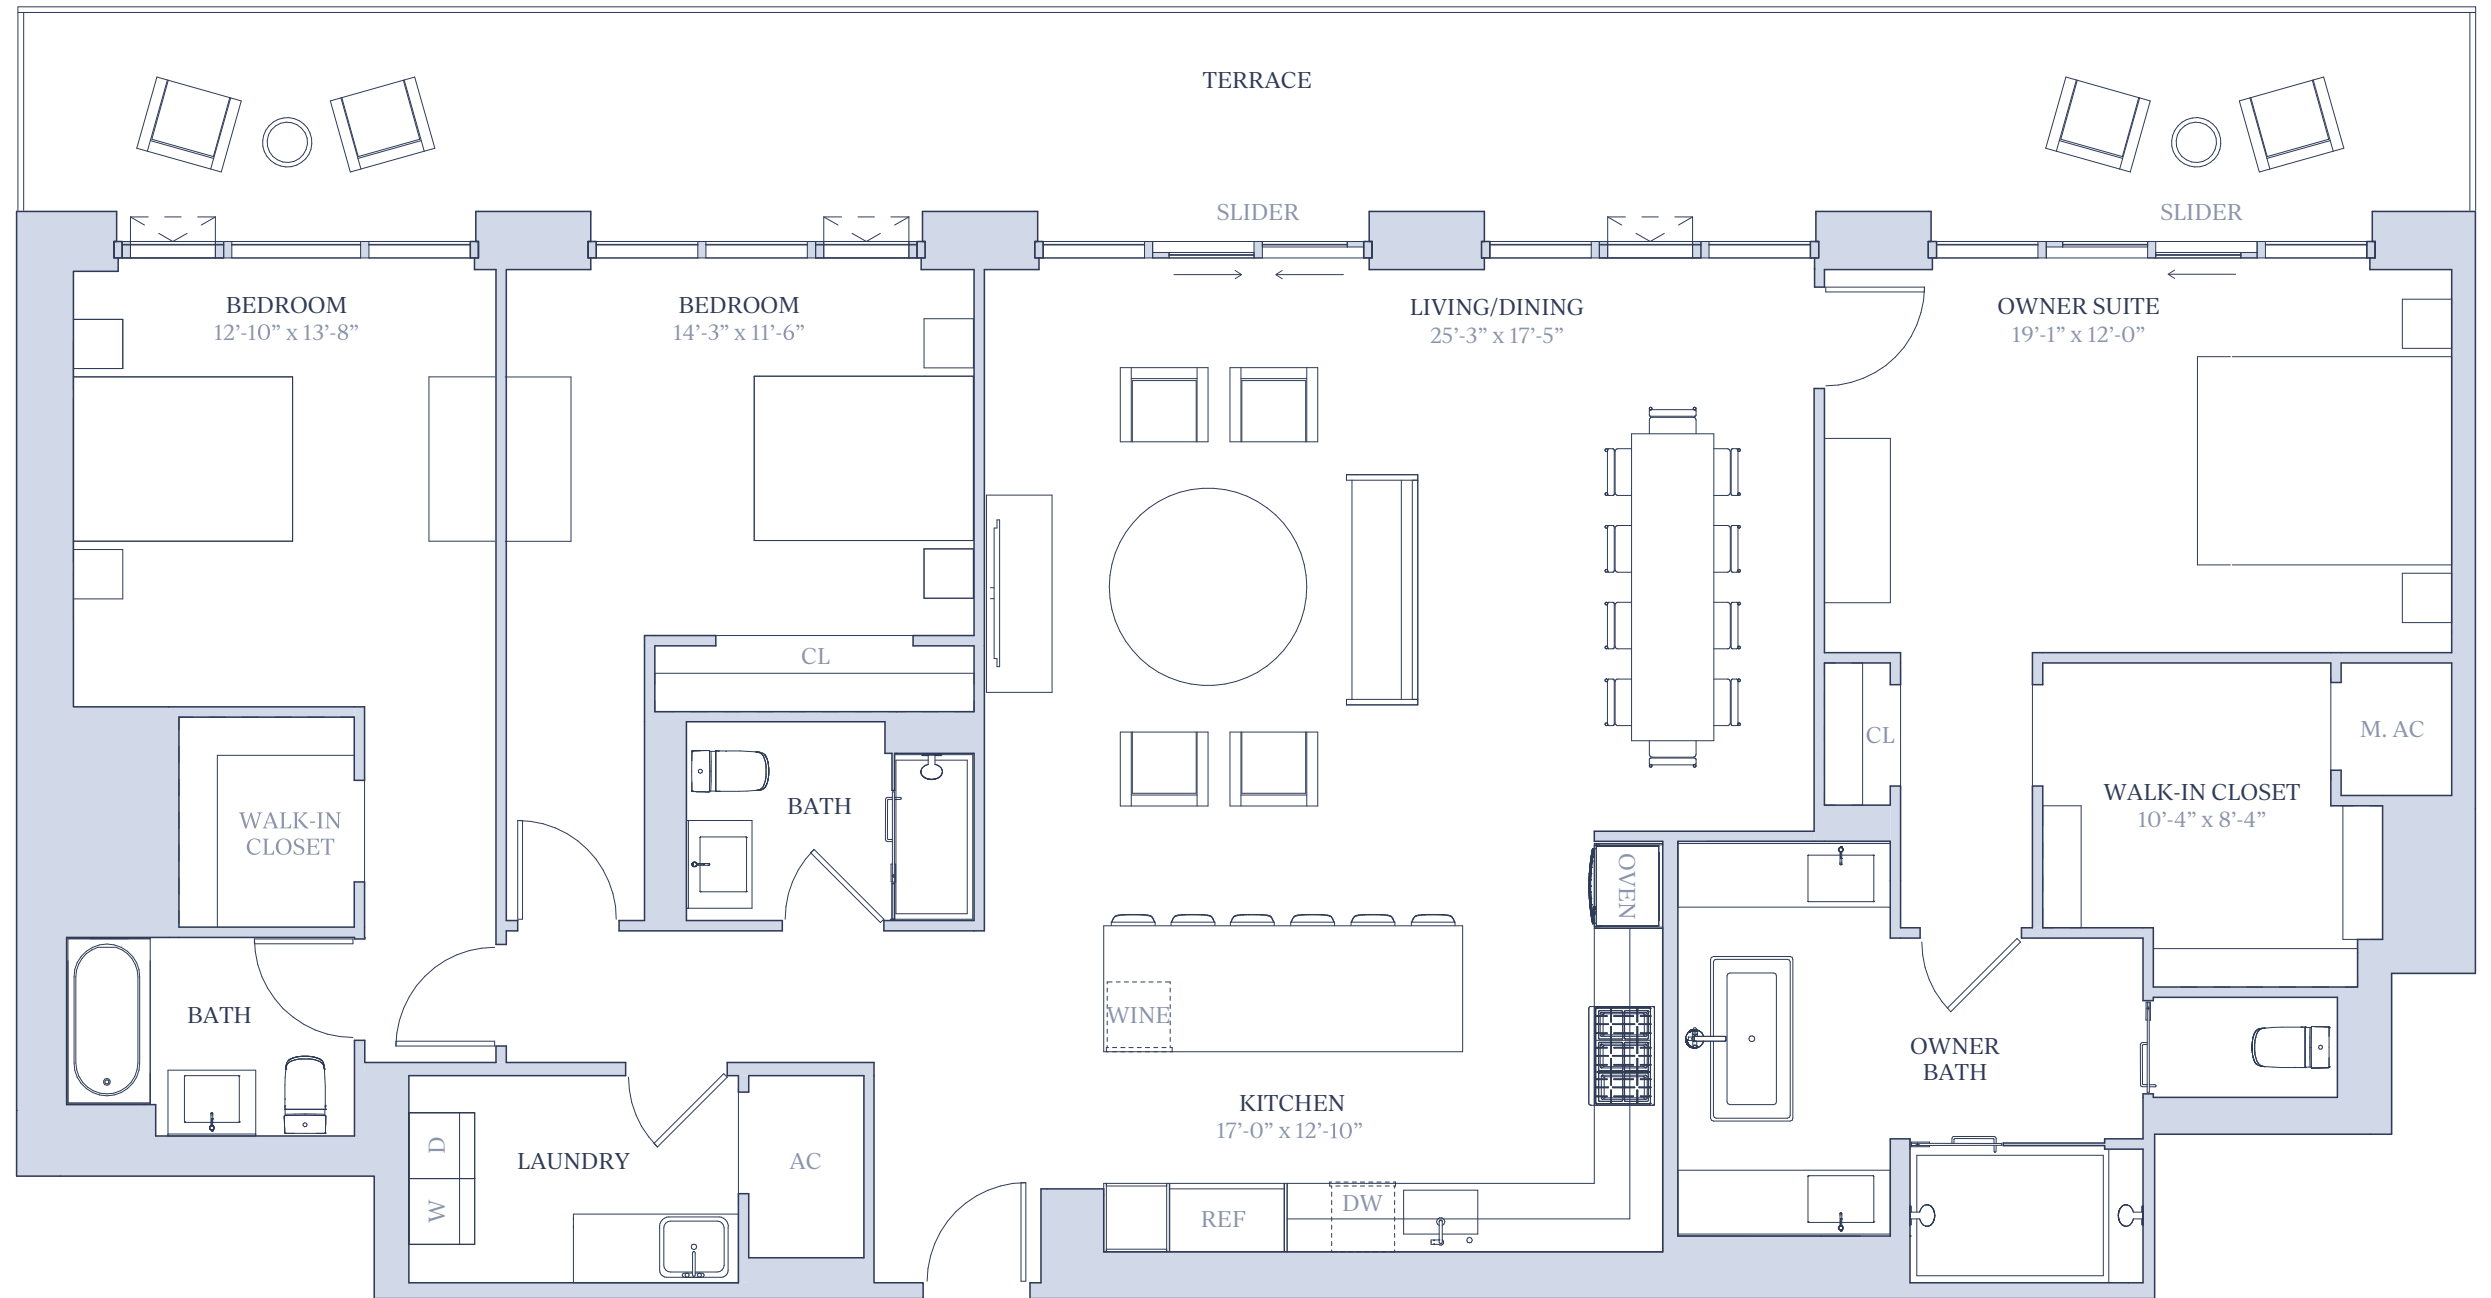 TERRACE
SLIDER
SLIDER
BEDROOM
12’-10” x 13’-8”
BEDROOM
14’-3” x 11’-6”
LIVING/DINING
25’-3” x 17’-5”
OWNER SUITE
19’-1” x 12’-0”
CL
CL
M. AC
WALK-IN
CLOSET
BATH
OVEN
WALK-IN CLOSET
10’-4” x 8’-4”
BATH
WINE
OWNER
BATH
KITCHEN
17’-0” x 12’-10”
D
W
LAUNDRY
AC
REF
DW